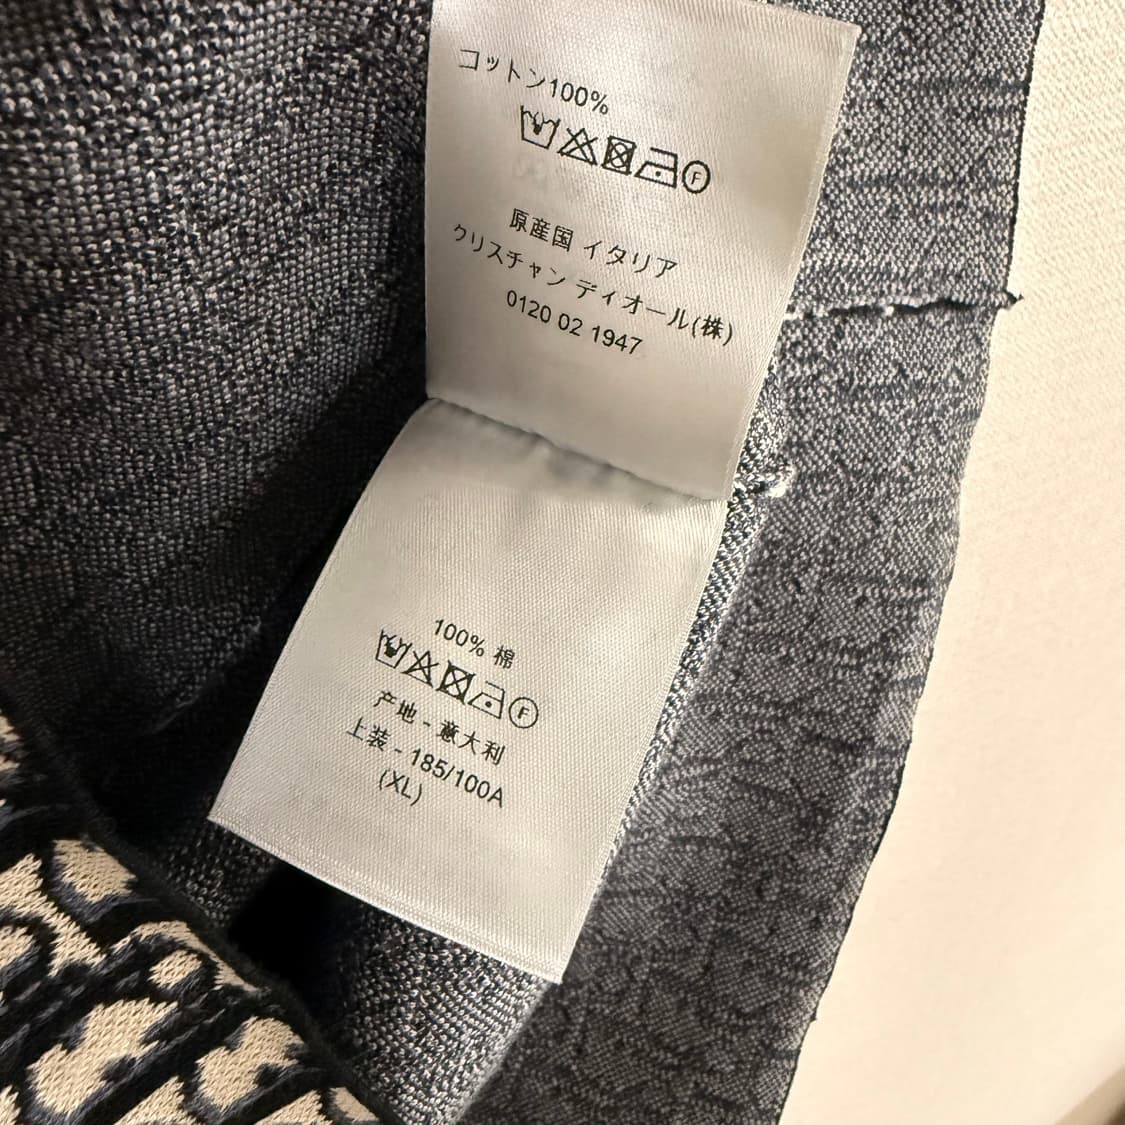 コットン100%
F
原産国 イタリア
クリスチャン ディオール(株)
0120 02 1947
100% 棉
F
产地 - 意大利
上装 - 185/100A
(XL)